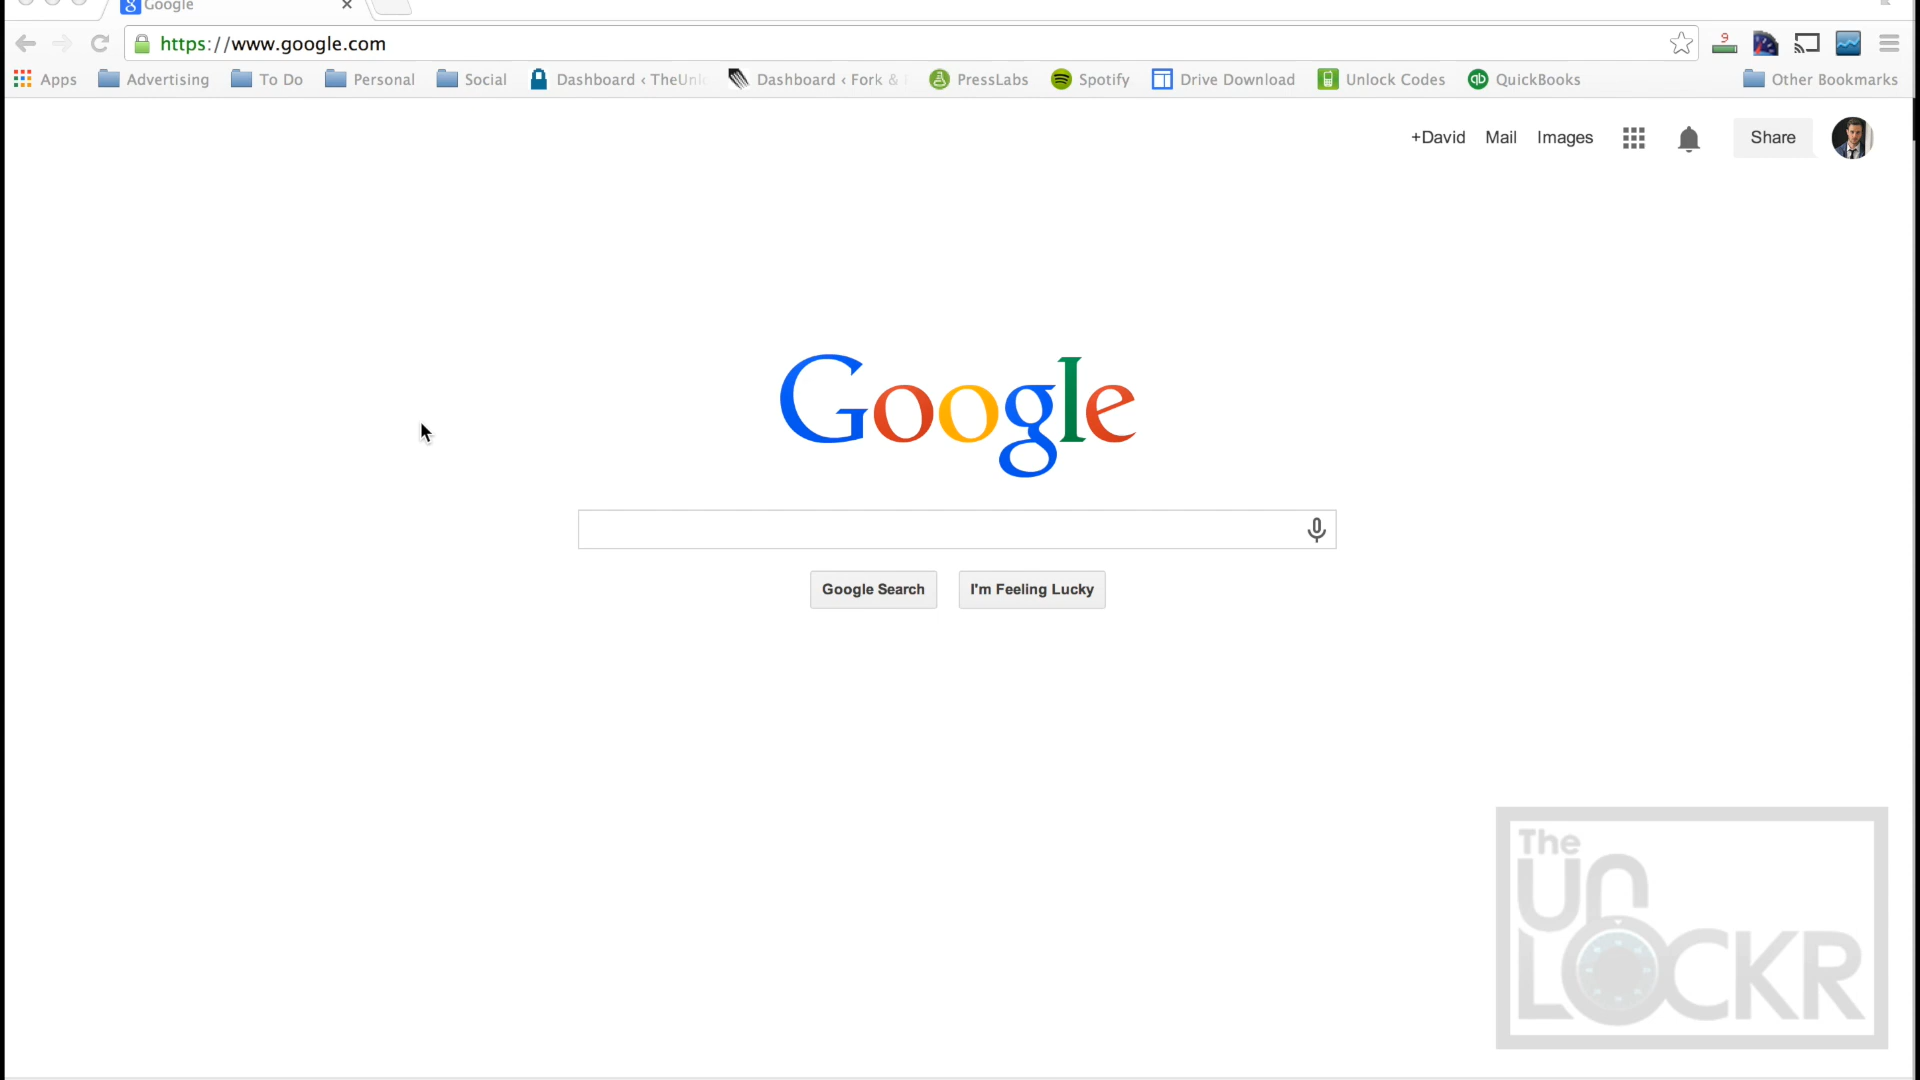 Google
https://www.google.com
9
Apps Advertising To Do Personal Social Dashboard ‹ TheUnl Dashboard ‹ Fork & PressLabs Spotify Drive Download Unlock Codes QuickBooks Other Bookmarks
+David Mail Images Share
Google
Google Search I'm Feeling Lucky
The
UN
LOCKR